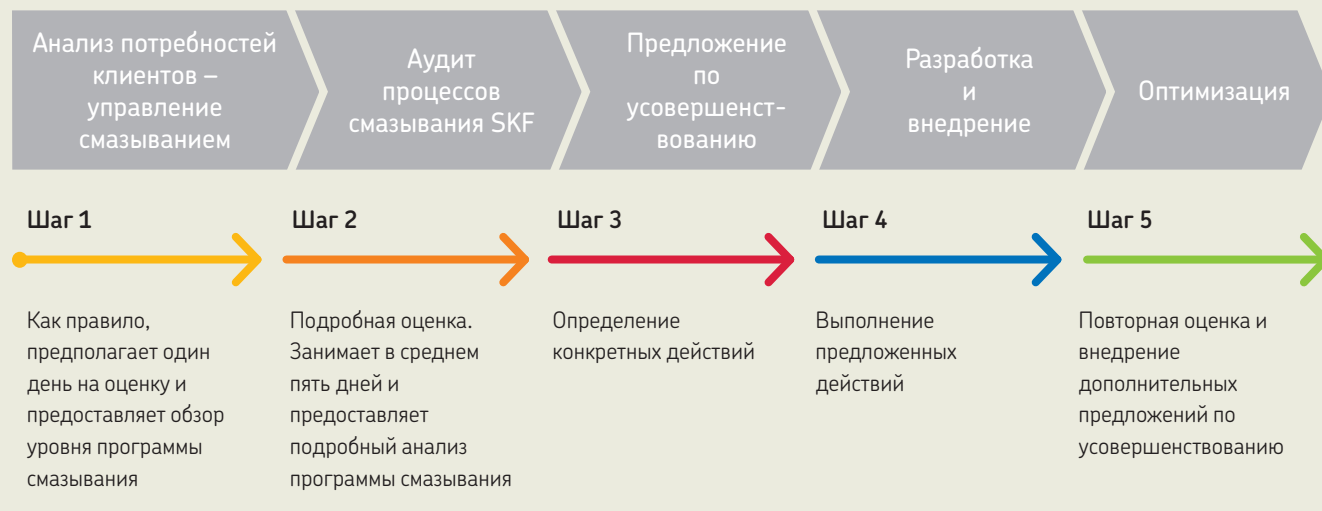 Анализ потребностей
клиентов –
управление
смазыванием
Аудит
процессов
смазывания SKF
Предложение
по
усовершенст-
вованию
Разработка
и
внедрение
Оптимизация
Шаг 1
Как правило,
предполагает один
день на оценку и
предоставляет обзор
уровня программы
смазывания
Шаг 2
Подробная оценка.
Занимает в среднем
пять дней и
предоставляет
подробный анализ
программы смазывания
Шаг 3
Определение
конкретных действий
Шаг 4
Выполнение
предложенных
действий
Шаг 5
Повторная оценка и
внедрение
дополнительных
предложений по
усовершенствованию